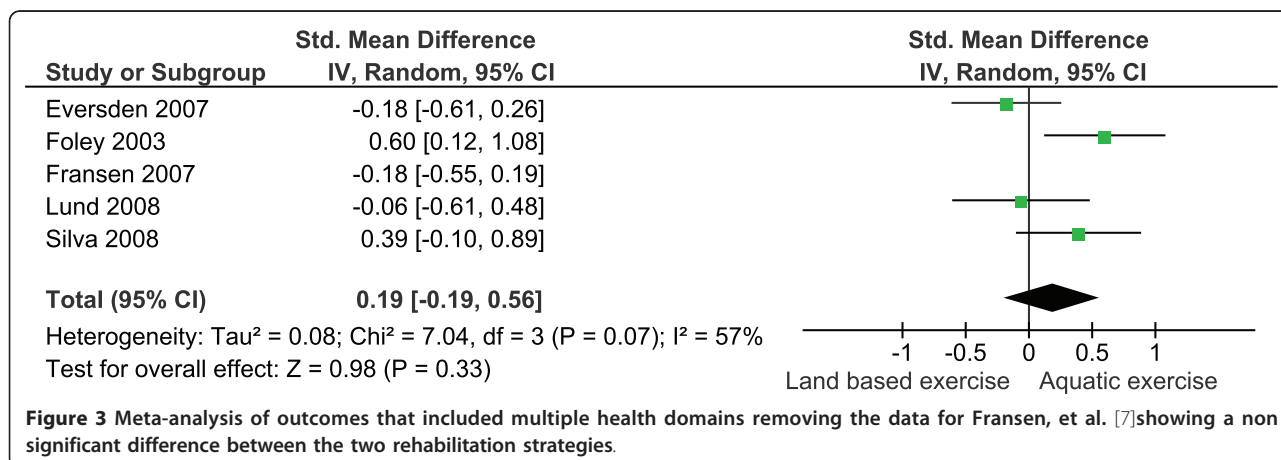 Std. Mean Difference Std. Mean Difference
Study or Subgroup IV, Random, 95% CI IV, Random, 95% CI
Eversden 2007 -0.18 [-0.61, 0.26]
Foley 2003 0.60 [0.12, 1.08]
Fransen 2007 -0.18 [-0.55, 0.19]
Lund 2008 -0.06 [-0.61, 0.48]
Silva 2008 0.39 [-0.10, 0.89]
Total (95% CI) 0.19 [-0.19, 0.56]
Heterogeneity: Tau² = 0.08; Chi² = 7.04, df = 3 (P = 0.07); I² = 57%
Test for overall effect: Z = 0.98 (P = 0.33)
-1 -0.5 0 0.5 1
Land based exercise Aquatic exercise
Figure 3 Meta-analysis of outcomes that included multiple health domains removing the data for Fransen, et al. [7]showing a non
significant difference between the two rehabilitation strategies.